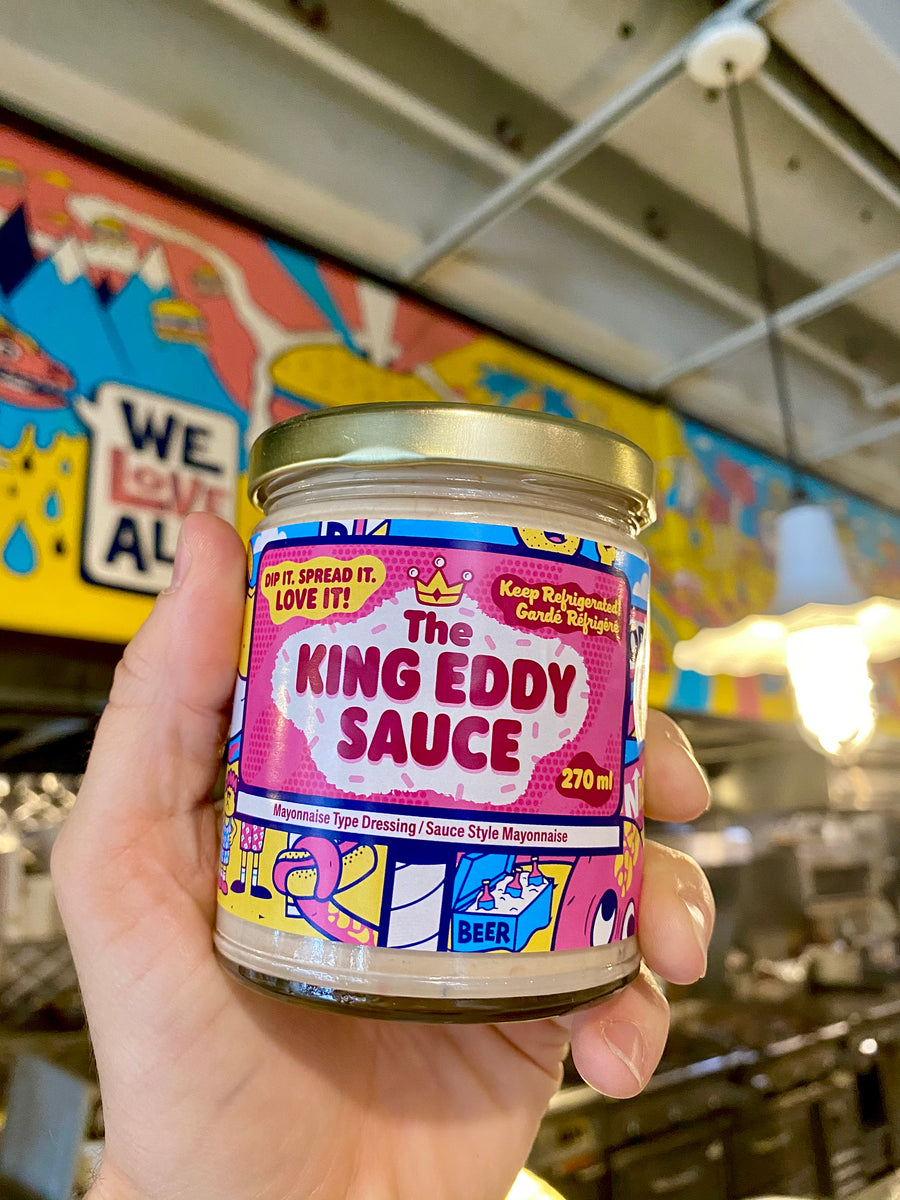 WE
LOVE
DIP IT. SPREAD IT.
LOVE IT!
Keep Refrigerated!
Gardé Réfrigéré
The
KING EDDY
SAUCE
270 ml
Mayonnaise Type Dressing / Sauce Style Mayonnaise
BEER